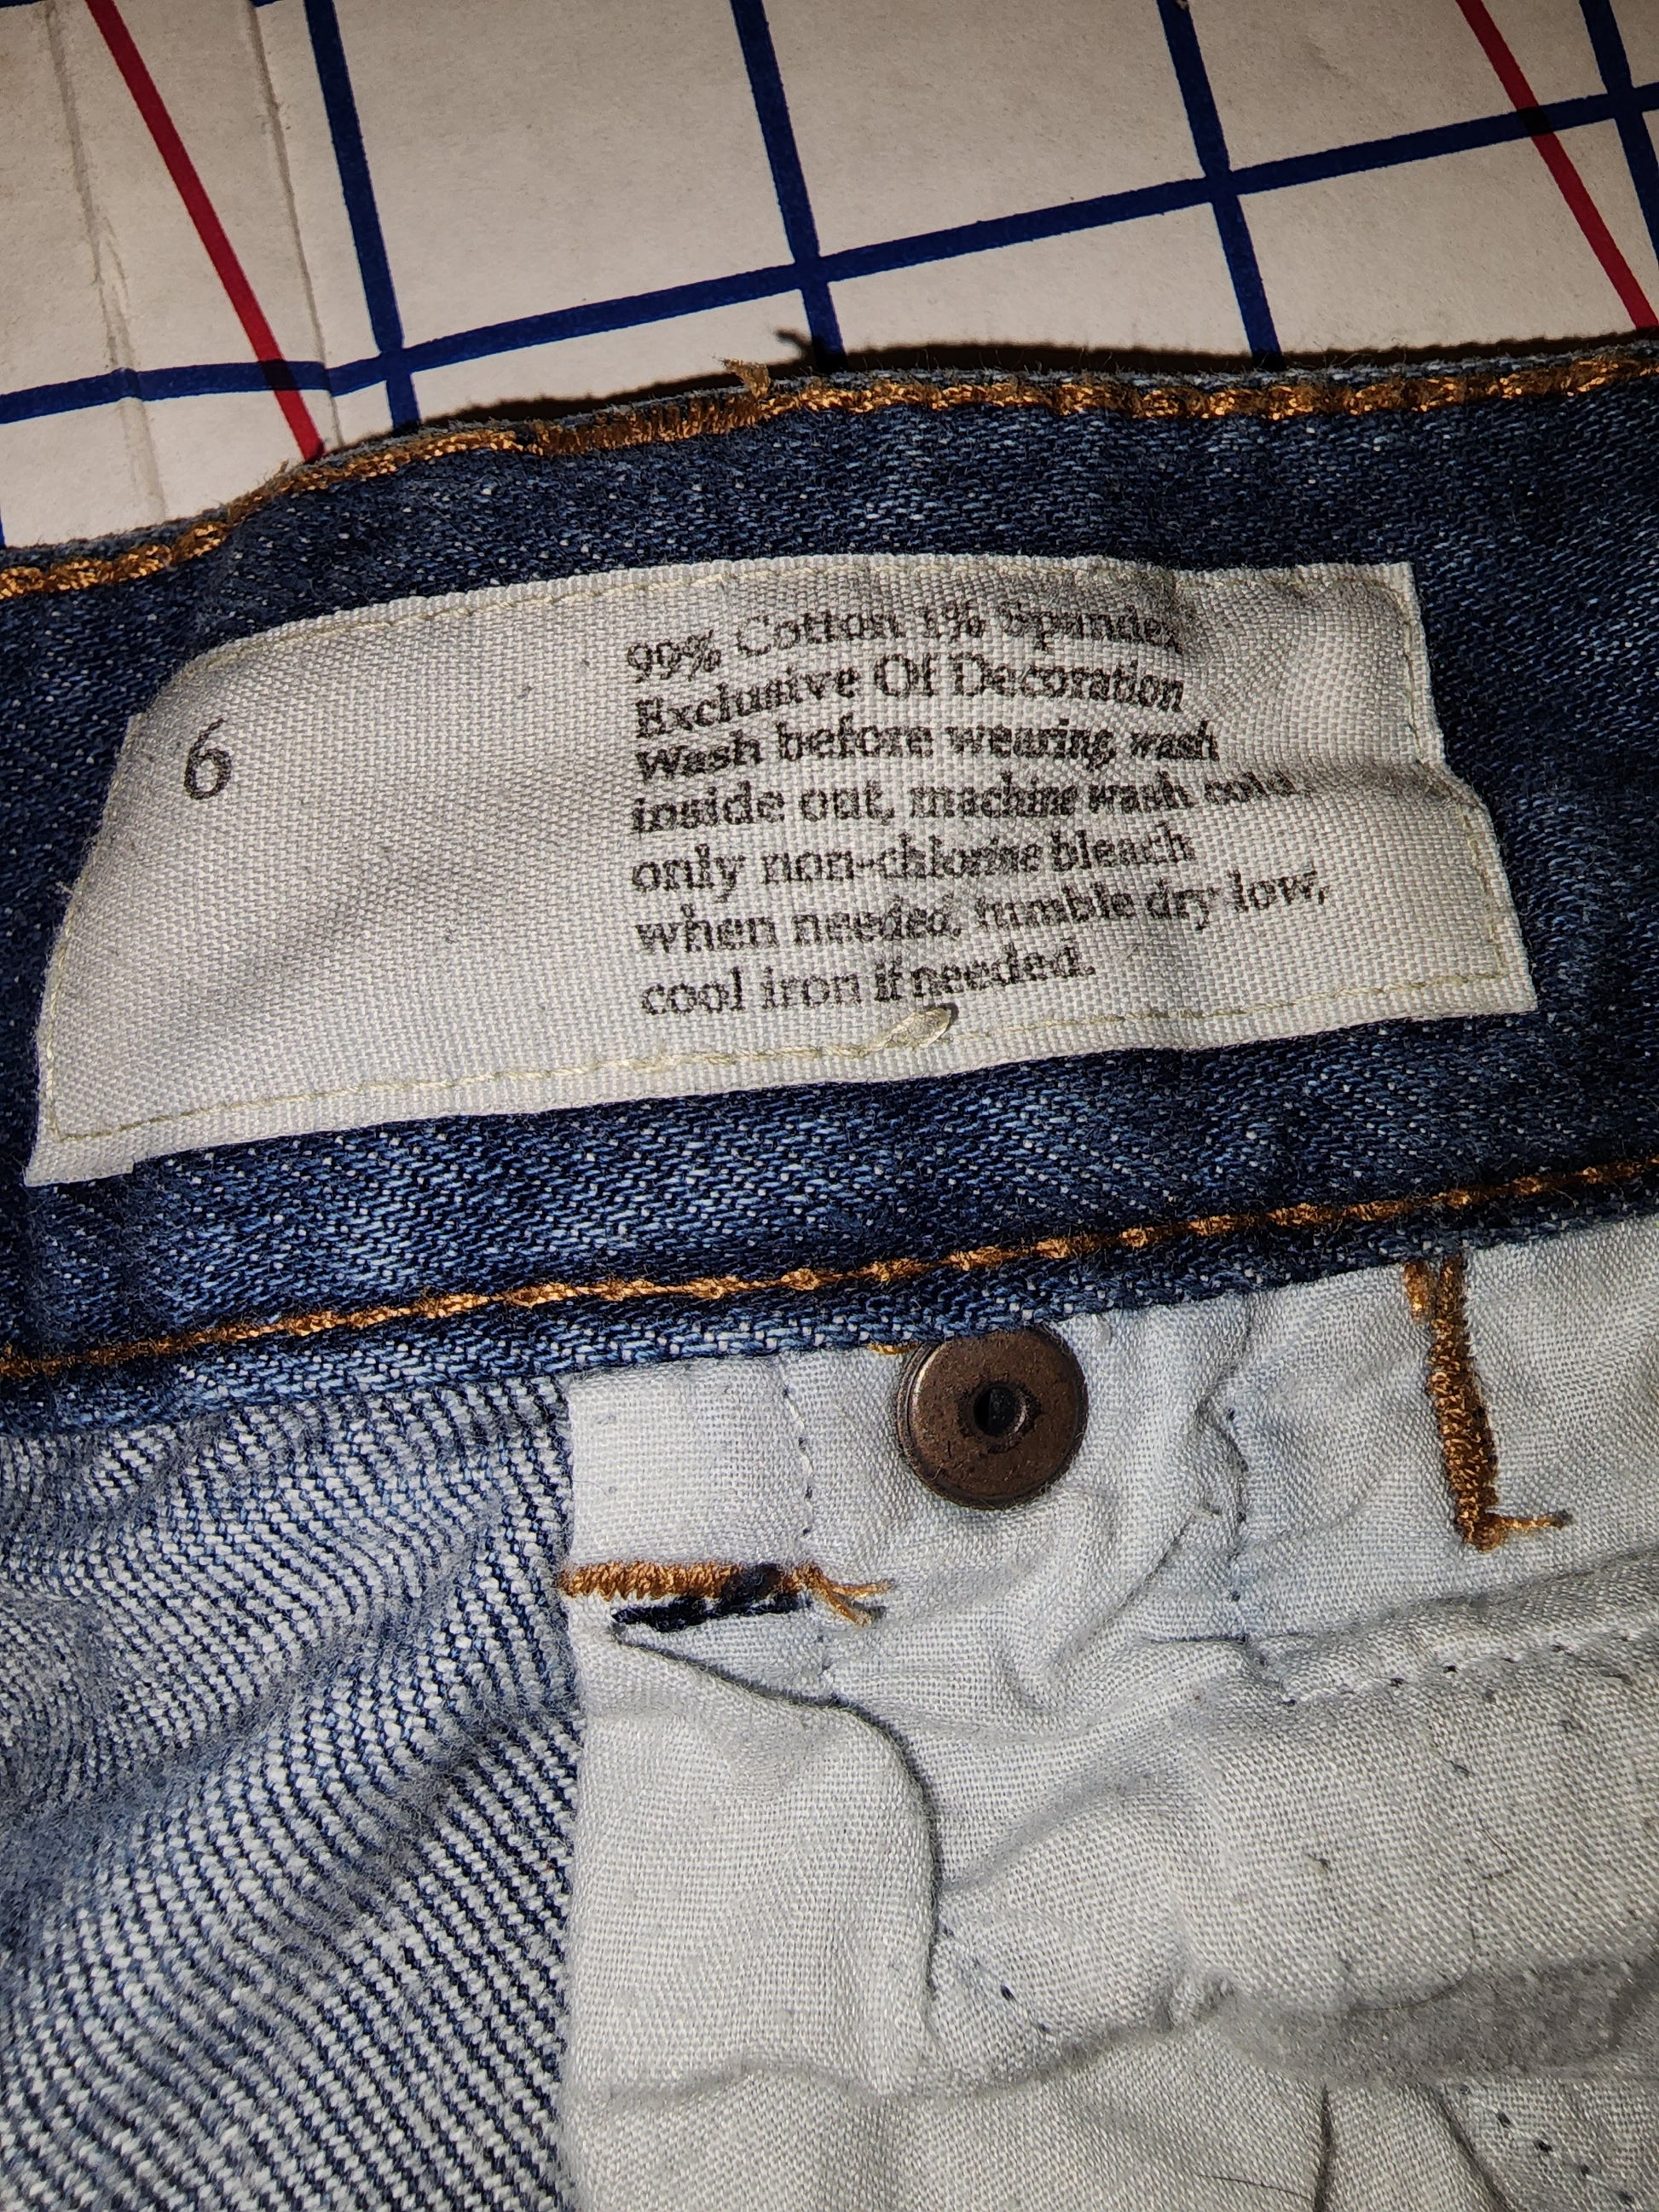 6
99% Cotton 1% Spandex
Exclusive Of Decoration
Wash before wearing, wash
inside out, machine wash cold,
only non-chlorine bleach
when needed, tumble dry low,
cool iron if needed.